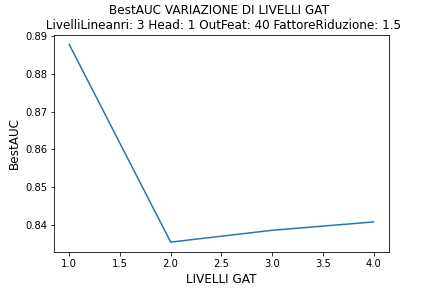 BestAUC VARIAZIONE DI LIVELLI GAT
LivelliLineanri: 3 Head: 1 OutFeat: 40 FattoreRiduzione: 1.5
BestAUC
0.89
0.88
0.87
0.86
0.85
0.84
1.0 1.5 2.0 2.5 3.0 3.5 4.0
LIVELLI GAT